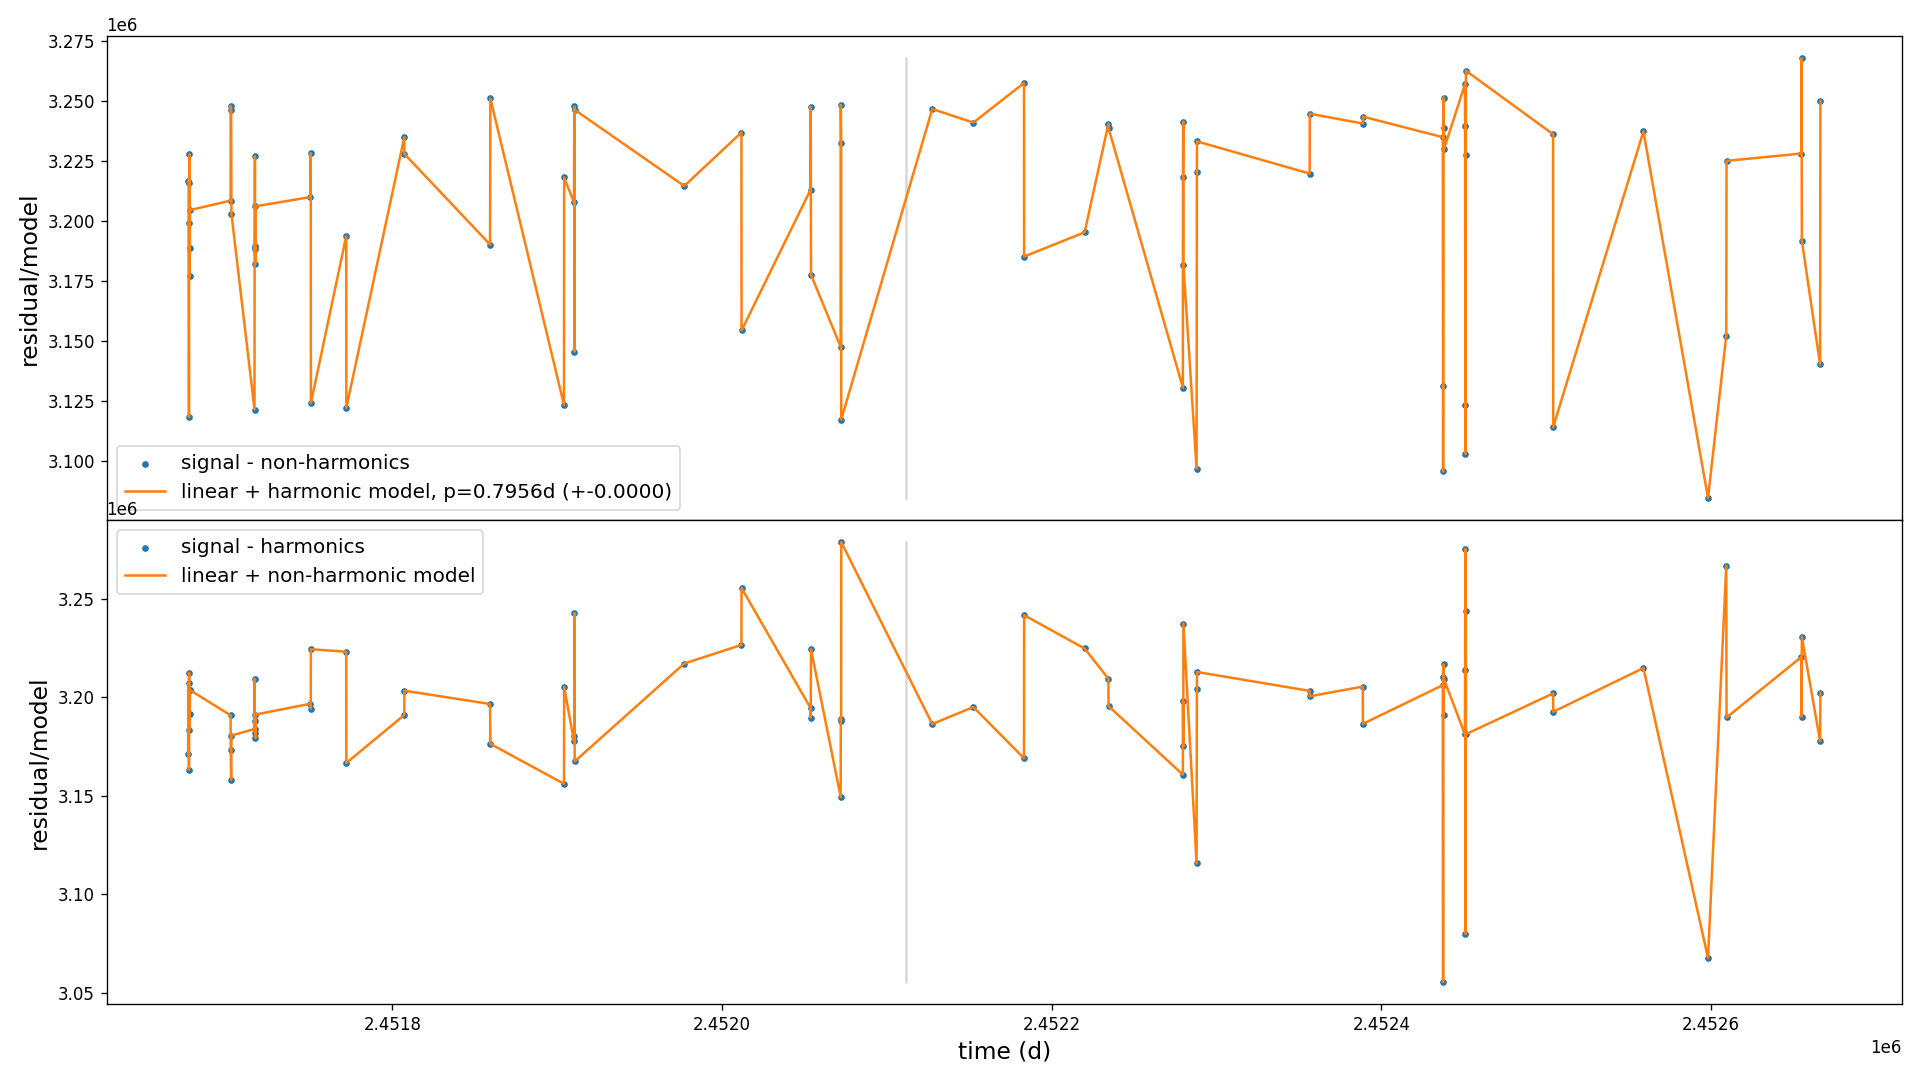 1e6
3.275
3.250
3.225
3.200
3.175
3.150
3.125
3.100
residual/model
signal - non-harmonics
linear + harmonic model, p=0.7956d (+-0.0000)
1e6
signal - harmonics
linear + non-harmonic model
3.25
3.20
3.15
3.10
3.05
residual/model
2.4518
2.4520
2.4522
2.4524
2.4526
time (d)
1e6